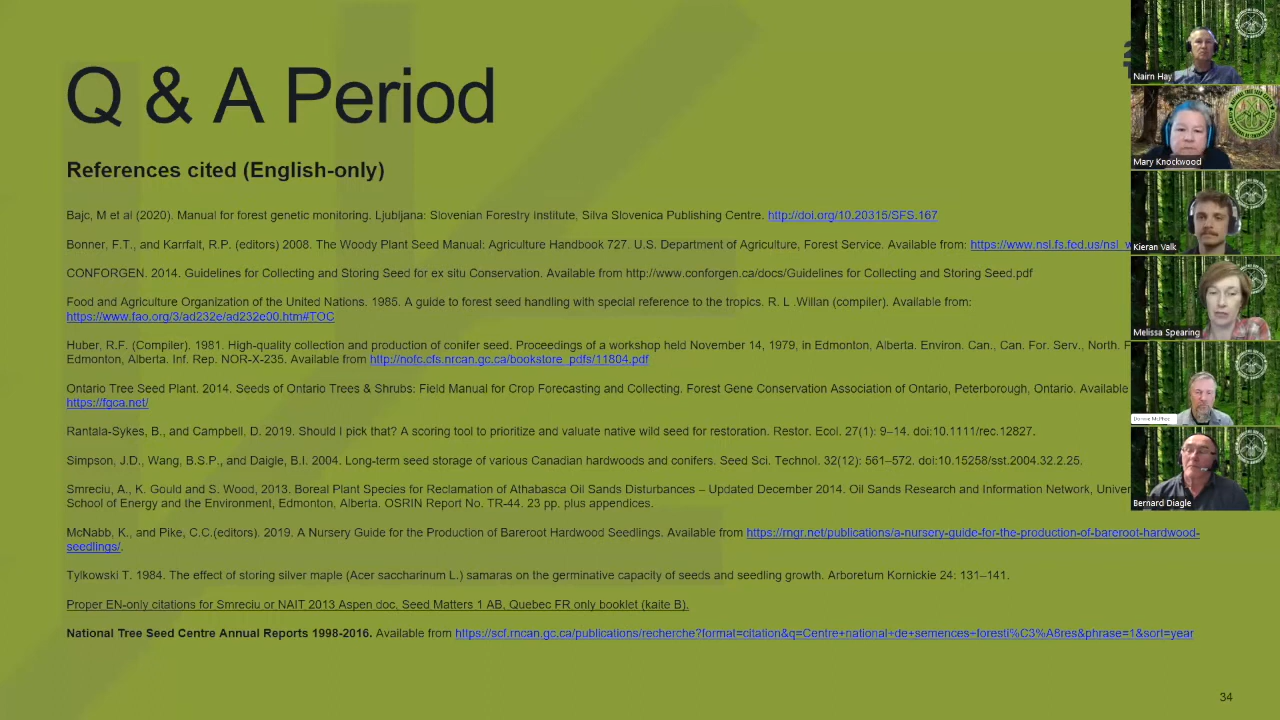 Q & A Period
References cited (English-only)
Bajc, M et al (2020). Manual for forest genetic monitoring. Ljubljana: Slovenian Forestry Institute, Silva Slovenica Publishing Centre. http://doi.org/10.20315/SFS.167
Bonner, F.T., and Karrfalt, R.P. (editors) 2008. The Woody Plant Seed Manual: Agriculture Handbook 727. U.S. Department of Agriculture, Forest Service. Available from: https://www.nsl.fs.fed.us/nsl_w
CONFORGEN. 2014. Guidelines for Collecting and Storing Seed for ex situ Conservation. Available from http://www.conforgen.ca/docs/Guidelines for Collecting and Storing Seed.pdf
Food and Agriculture Organization of the United Nations. 1985. A guide to forest seed handling with special reference to the tropics. R. L .Willan (compiler). Available from:
https://www.fao.org/3/ad232e/ad232e00.htm#TOC
Huber, R.F. (Compiler). 1981. High-quality collection and production of conifer seed. Proceedings of a workshop held November 14, 1979, in Edmonton, Alberta. Environ. Can., Can. For. Serv., North. F
Edmonton, Alberta. Inf. Rep. NOR-X-235. Available from http://nofc.cfs.nrcan.gc.ca/bookstore_pdfs/11804.pdf
Ontario Tree Seed Plant. 2014. Seeds of Ontario Trees & Shrubs: Field Manual for Crop Forecasting and Collecting. Forest Gene Conservation Association of Ontario, Peterborough, Ontario. Available
https://fgca.net/
Rantala-Sykes, B., and Campbell, D. 2019. Should I pick that? A scoring tool to prioritize and valuate native wild seed for restoration. Restor. Ecol. 27(1): 9–14. doi:10.1111/rec.12827.
Simpson, J.D., Wang, B.S.P., and Daigle, B.I. 2004. Long-term seed storage of various Canadian hardwoods and conifers. Seed Sci. Technol. 32(12): 561–572. doi:10.15258/sst.2004.32.2.25.
Smreciu, A., K. Gould and S. Wood, 2013. Boreal Plant Species for Reclamation of Athabasca Oil Sands Disturbances – Updated December 2014. Oil Sands Research and Information Network, Univer
School of Energy and the Environment, Edmonton, Alberta. OSRIN Report No. TR-44. 23 pp. plus appendices.
McNabb, K., and Pike, C.C.(editors). 2019. A Nursery Guide for the Production of Bareroot Hardwood Seedlings. Available from https://rngr.net/publications/a-nursery-guide-for-the-production-of-bareroot-hardwood-
seedlings/.
Tylkowski T. 1984. The effect of storing silver maple (Acer saccharinum L.) samaras on the germinative capacity of seeds and seedling growth. Arboretum Kornickie 24: 131–141.
Proper EN-only citations for Smreciu or NAIT 2013 Aspen doc, Seed Matters 1 AB, Quebec FR only booklet (kaite B).
National Tree Seed Centre Annual Reports 1998-2016. Available from https://scf.rncan.gc.ca/publications/recherche?format=citation&q=Centre+national+de+semences+foresti%C3%A8res&phrase=1&sort=year
34
Nairn Hay
Mary Knockwood
Kieran Valk
Melissa Spearing
Donnie McPhee
Bernard Diagle